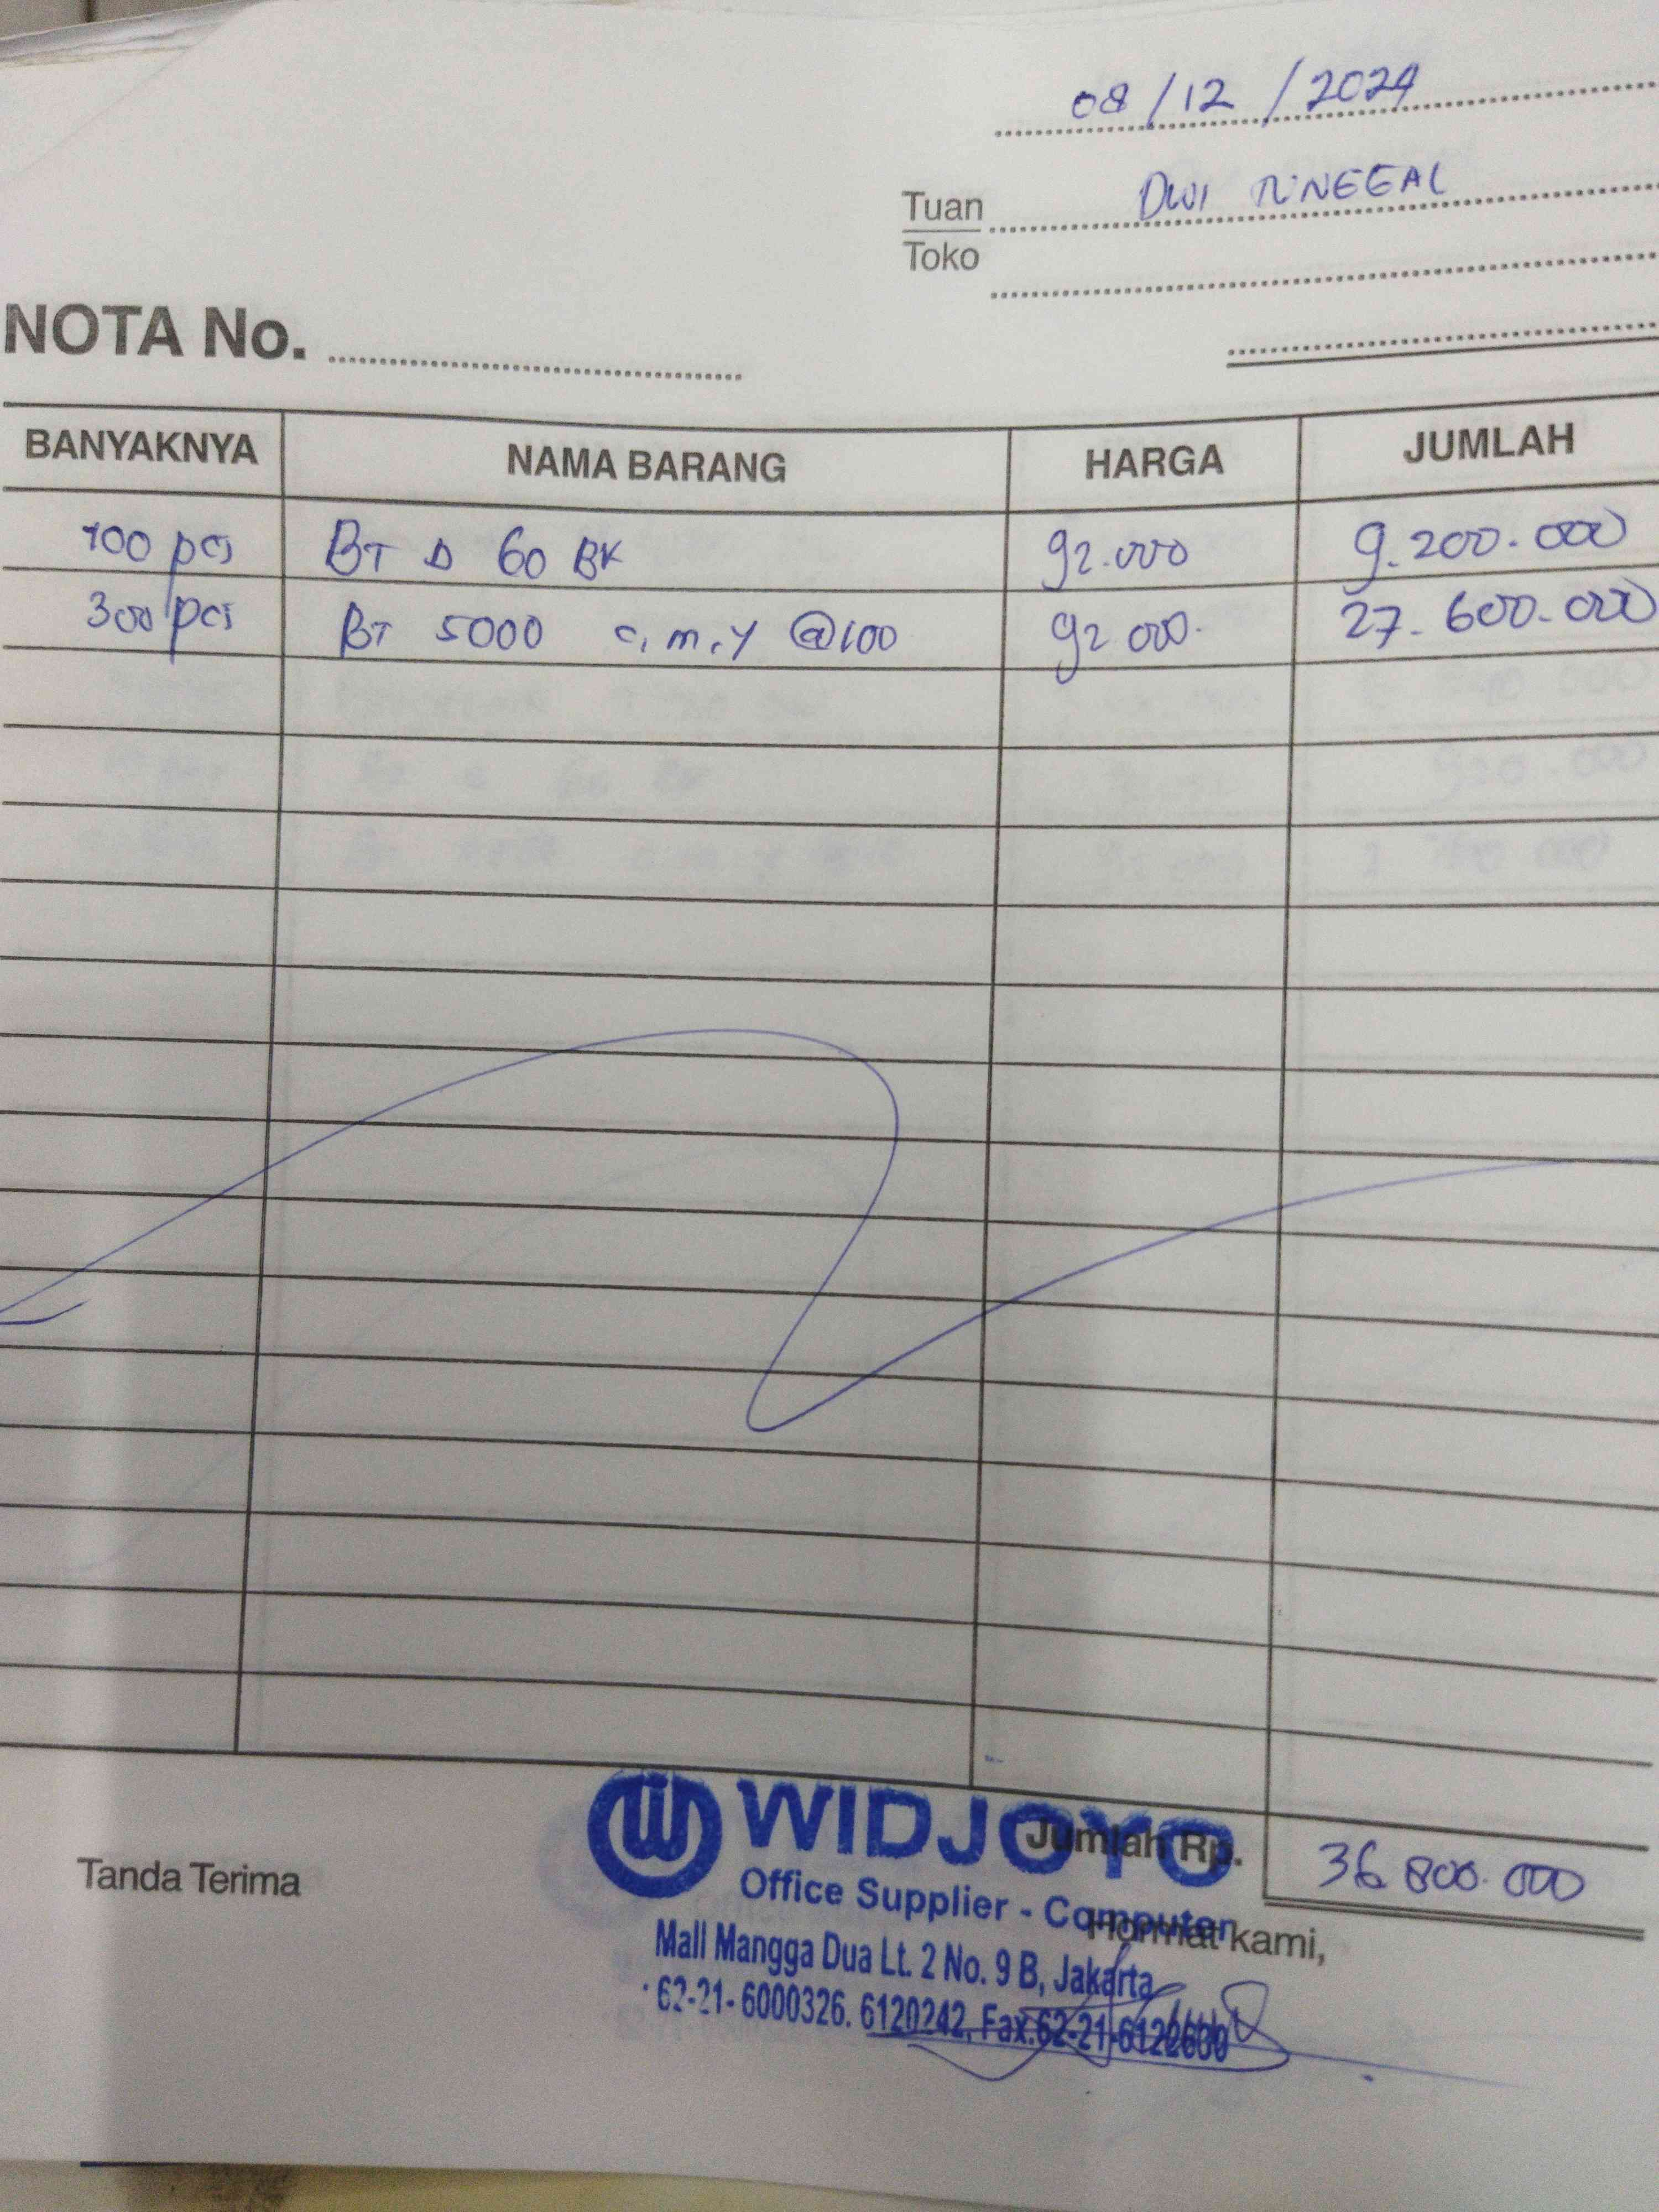 08/12/2024
Tuan DWI TUNGGAL
Toko
NOTA No.
BANYAKNYA NAMA BARANG HARGA JUMLAH
100 pcs BT D 60 BK 92.000 9.200.000
300 pcs BT 5000 c, m, y @100 92.000 27.600.000
WIDJOYO
Jumlah Rp. 36.800.000
Tanda Terima
Office Supplier - Computer
Hormat kami,
Mall Mangga Dua Lt. 2 No. 9 B, Jakarta
62-21-6000326. 6120242, Fax.62-21-6122600